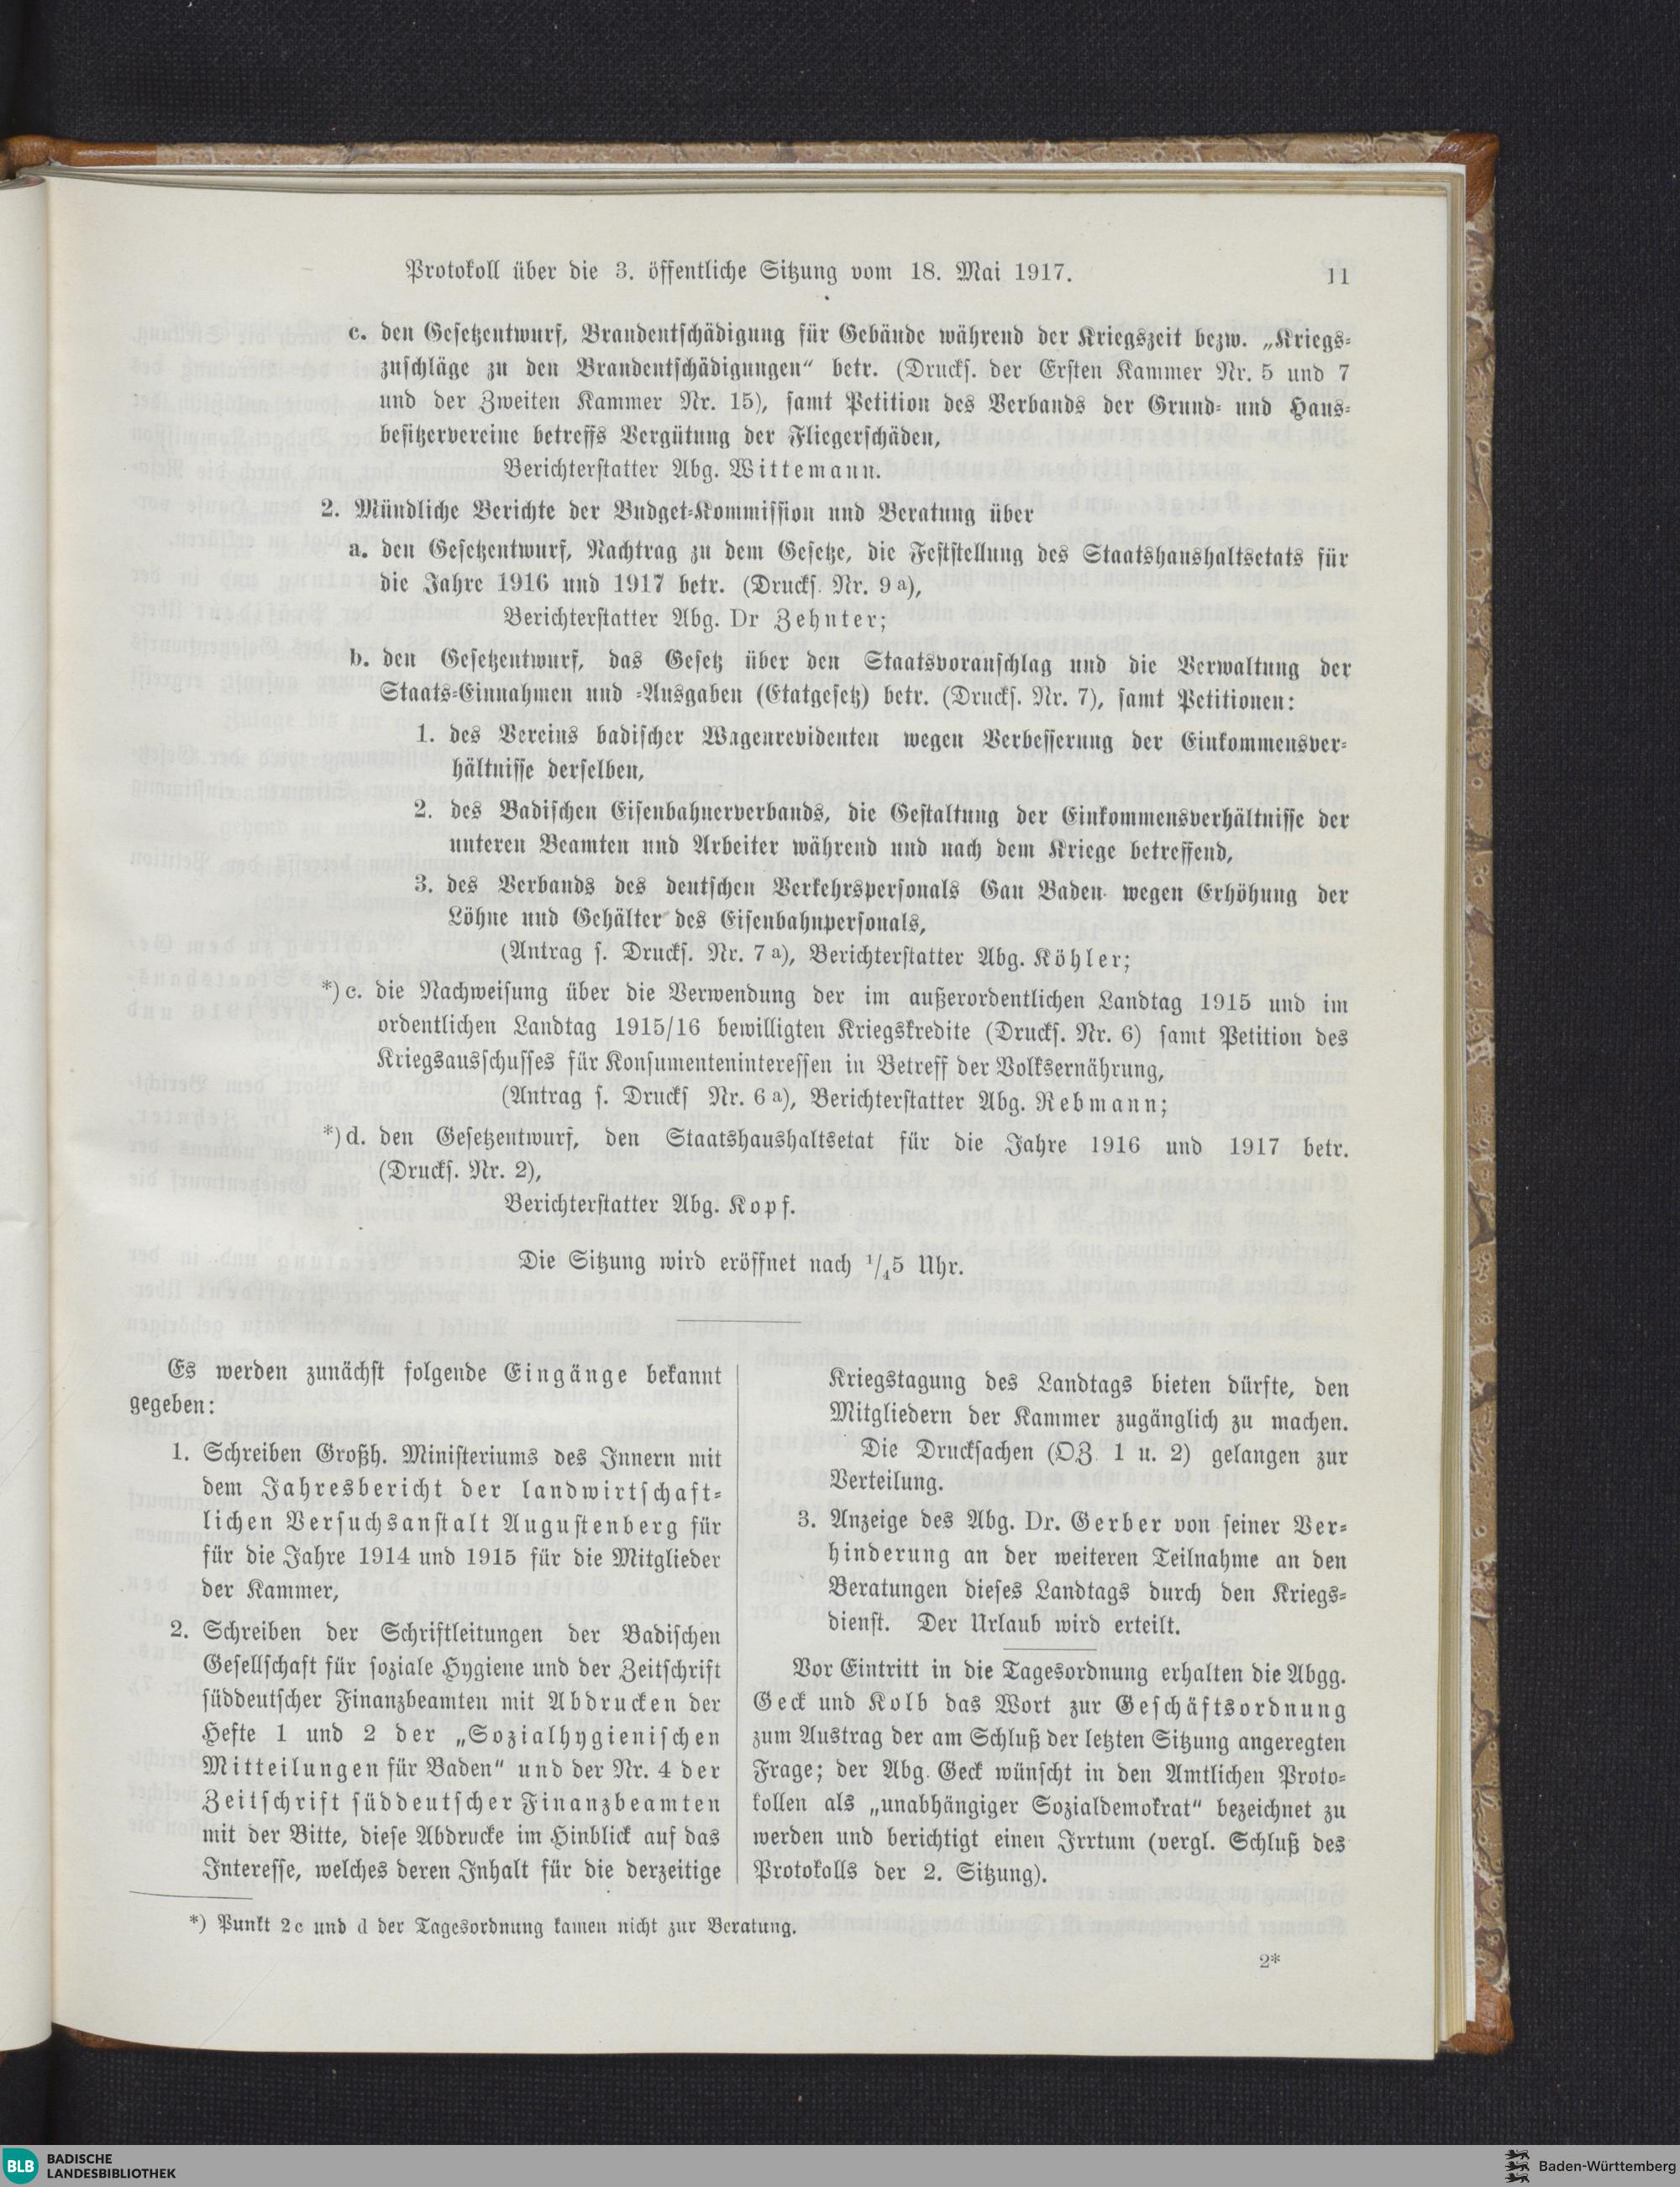 Protokoll über die 3. öffentliche Sitzung vom 18. Mai 1917.
11
c. den Gesetzentwurf, Brandentschädigung für Gebäude während der Kriegszeit bezw. „Kriegs-
zuschläge zu den Brandentschädigungen“ betr. (Drucks. der Ersten Kammer Nr. 5 und 7
und der Zweiten Kammer Nr. 15), samt Petition des Verbands der Grund- und Haus-
besitzervereine betreffs Vergütung der Fliegerschäden,
Berichterstatter Abg. Wittemann.
2. Mündliche Berichte der Budget-Kommission und Beratung über
a. den Gesetzentwurf, Nachtrag zu dem Gesetze, die Feststellung des Staatshaushaltsetats für
die Jahre 1916 und 1917 betr. (Drucks. Nr. 9 a),
Berichterstatter Abg. Dr Zehnter;
b. den Gesetzentwurf, das Gesetz über den Staatsvoranschlag und die Verwaltung der
Staats-Einnahmen und -Ausgaben (Etatgesetz) betr. (Drucks. Nr. 7), samt Petitionen:
1. des Vereins badischer Wagenrevidenten wegen Verbesserung der Einkommensver-
hältnisse derselben,
2. des Badischen Eisenbahnerverbands, die Gestaltung der Einkommensverhältnisse der
unteren Beamten und Arbeiter während und nach dem Kriege betreffend,
3. des Verbands des deutschen Verkehrspersonals Gau Baden wegen Erhöhung der
Löhne und Gehälter des Eisenbahnpersonals,
(Antrag s. Drucks. Nr. 7 a), Berichterstatter Abg. Köhler;
*) c. die Nachweisung über die Verwendung der im außerordentlichen Landtag 1915 und im
ordentlichen Landtag 1915/16 bewilligten Kriegskredite (Drucks. Nr. 6) samt Petition des
Kriegsausschusses für Konsumenteninteressen in Betreff der Volksernährung,
(Antrag s. Drucks Nr. 6 a), Berichterstatter Abg. Rebmann;
*) d. den Gesetzentwurf, den Staatshaushaltsetat für die Jahre 1916 und 1917 betr.
(Drucks. Nr. 2),
Berichterstatter Abg. Kopf.
Die Sitzung wird eröffnet nach 1/45 Uhr.
Es werden zunächst folgende Eingänge bekannt
gegeben:
1. Schreiben Großh. Ministeriums des Innern mit
dem Jahresbericht der landwirtschaft-
lichen Versuchsanstalt Augustenberg für
für die Jahre 1914 und 1915 für die Mitglieder
der Kammer,
2. Schreiben der Schriftleitungen der Badischen
Gesellschaft für soziale Hygiene und der Zeitschrift
süddeutscher Finanzbeamten mit Abdrucken der
Hefte 1 und 2 der „Sozialhygienischen
Mitteilungen für Baden“ und der Nr. 4 der
Zeitschrift süddeutscher Finanzbeamten
mit der Bitte, diese Abdrucke im Hinblick auf das
Interesse, welches deren Inhalt für die derzeitige
Kriegstagung des Landtags bieten dürfte, den
Mitgliedern der Kammer zugänglich zu machen.
Die Drucksachen (OZ 1 u. 2) gelangen zur
Verteilung.
3. Anzeige des Abg. Dr. Gerber von seiner Ver-
hinderung an der weiteren Teilnahme an den
Beratungen dieses Landtags durch den Kriegs-
dienst. Der Urlaub wird erteilt.
Vor Eintritt in die Tagesordnung erhalten die Abgg.
Geck und Kolb das Wort zur Geschäftsordnung
zum Austrag der am Schluß der letzten Sitzung angeregten
Frage; der Abg. Geck wünscht in den Amtlichen Proto-
kollen als „unabhängiger Sozialdemokrat“ bezeichnet zu
werden und berichtigt einen Irrtum (vergl. Schluß des
Protokalls der 2. Sitzung).
*) Punkt 2 c und d der Tagesordnung kamen nicht zur Beratung.
2*
BLB BADISCHE
LANDESBIBLIOTHEK
Baden-Württemberg